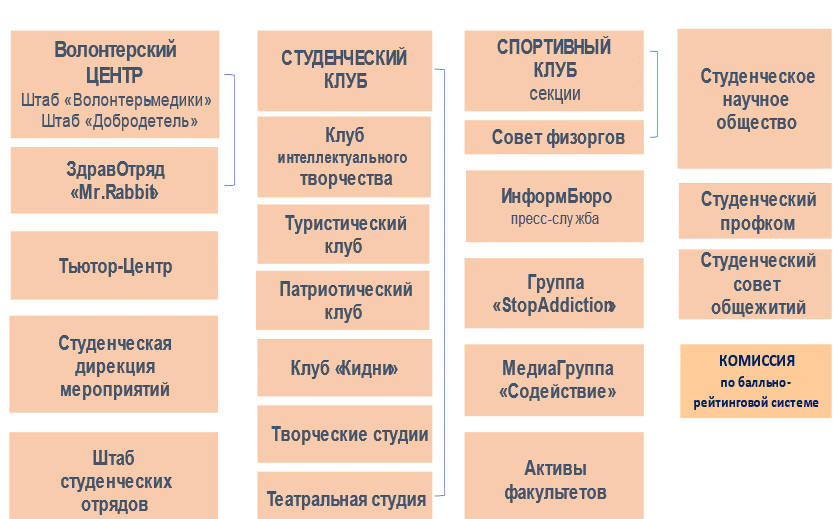 Волонтерский
ЦЕНТР
Штаб «Волонтеры-медики»
Штаб «Добродетель»
ЗдравОтряд
«Mr.Rabbit»
Тьютор-Центр
Студенческая
дирекция
мероприятий
Штаб
студенческих
отрядов
СТУДЕНЧЕСКИЙ
КЛУБ
Клуб
интеллектуального
творчества
Туристический
клуб
Патриотический
клуб
Клуб «Кидни»
Творческие студии
Театральная студия
СПОРТИВНЫЙ
КЛУБ
секции
Совет физоргов
ИнформБюро
пресс-служба
Группа
«StopAddiction»
МедиаГруппа
«Содействие»
Активы
факультетов
Студенческое
научное
общество
Студенческий
профком
Студенческий
совет
общежитий
КОМИССИЯ
по балльно-
рейтинговой системе